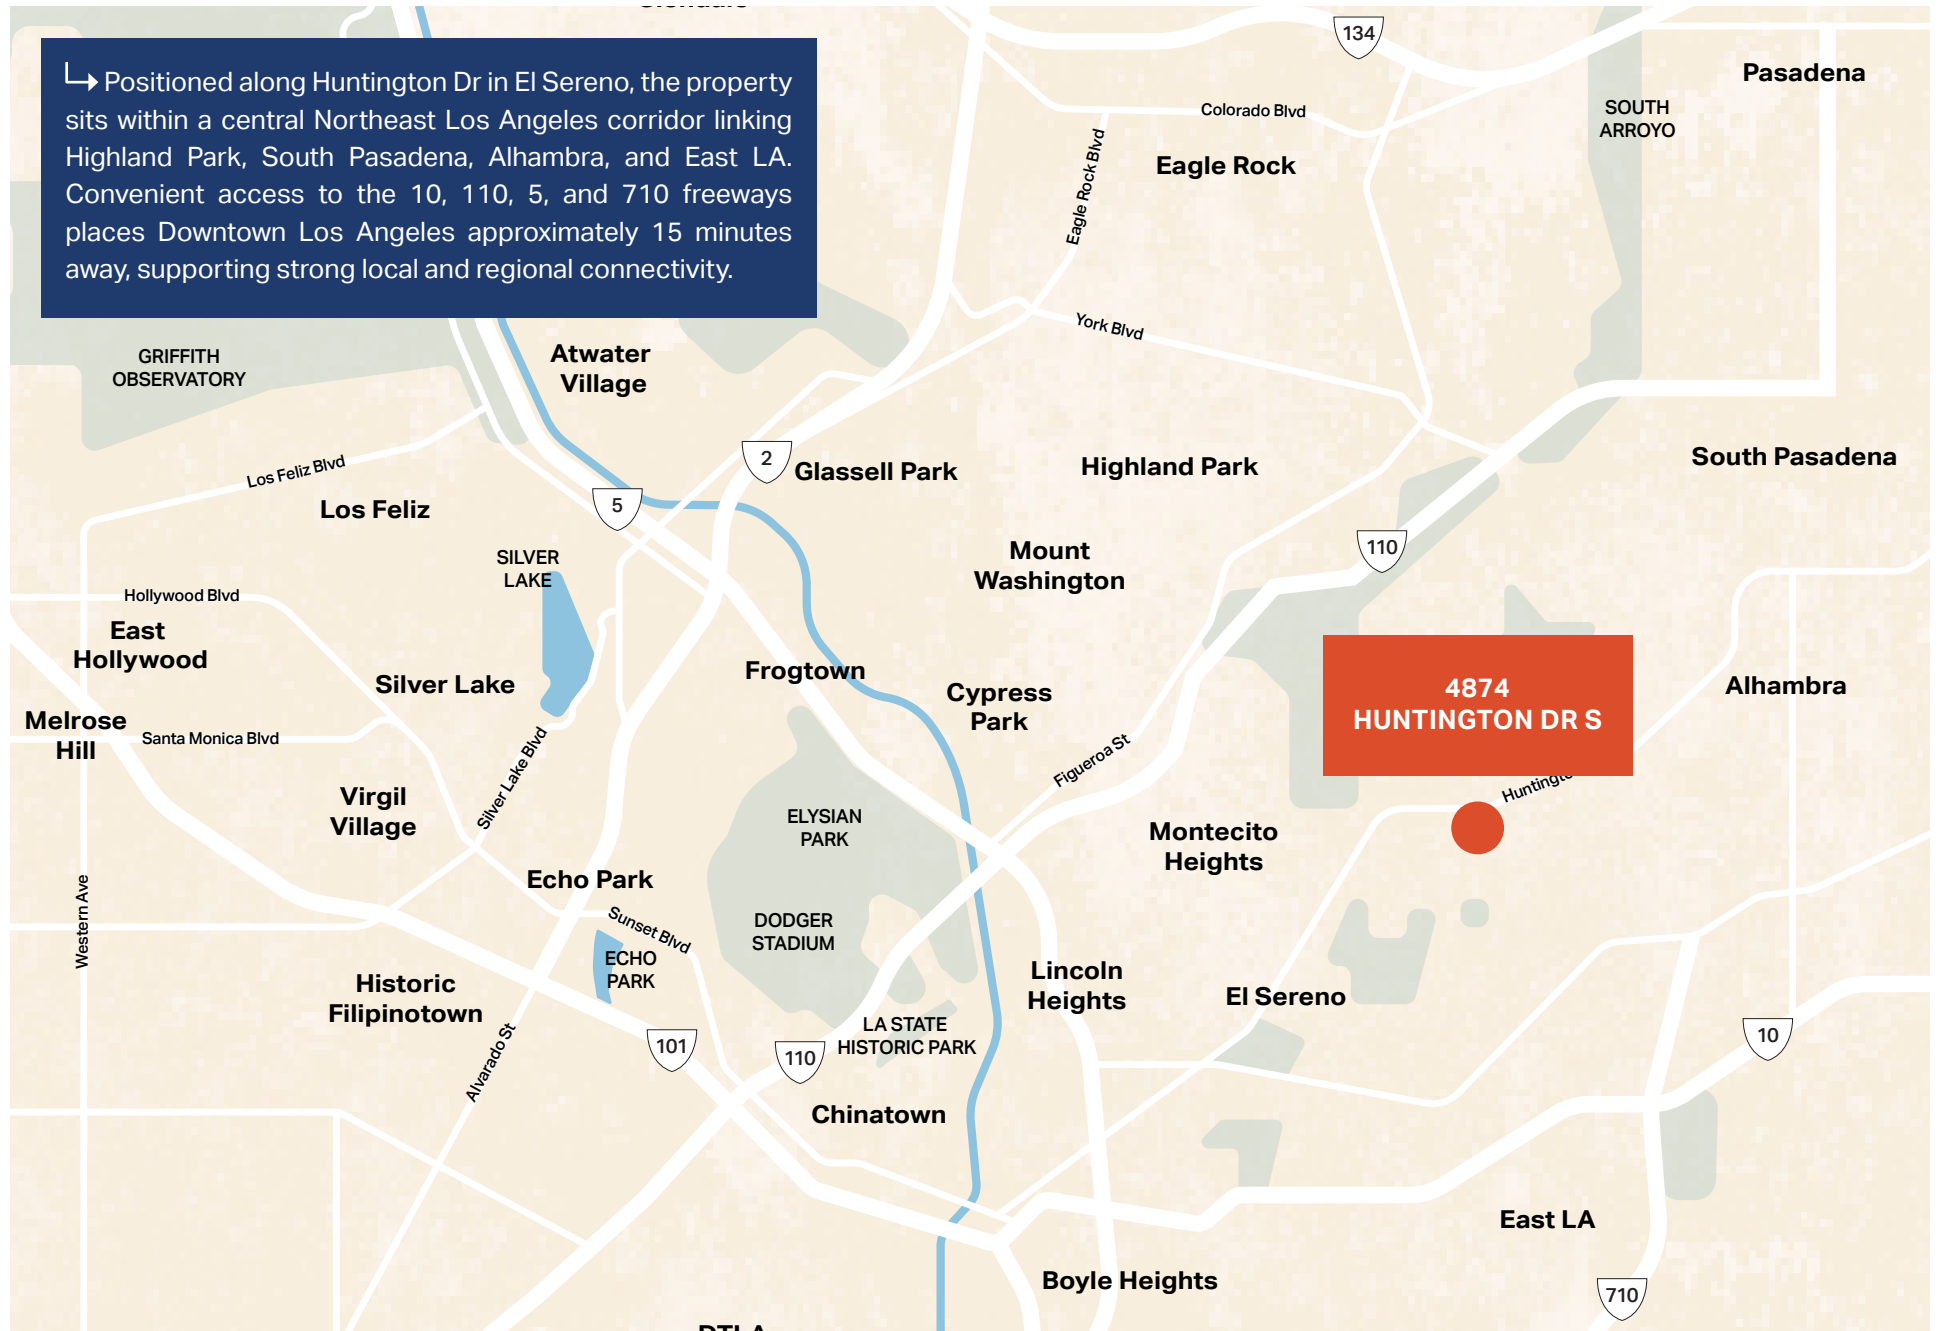 Glendale
134
Pasadena
Positioned along Huntington Dr in El Sereno, the property
sits within a central Northeast Los Angeles corridor linking
Highland Park, South Pasadena, Alhambra, and East LA.
Convenient access to the 10, 110, 5, and 710 freeways
places Downtown Los Angeles approximately 15 minutes
away, supporting strong local and regional connectivity.
Colorado Blvd
SOUTH
ARROYO
Eagle Rock Blvd
Eagle Rock
York Blvd
GRIFFITH
OBSERVATORY
Atwater
Village
Los Feliz Blvd
2
Glassell Park
Highland Park
South Pasadena
Los Feliz
5
110
SILVER
LAKE
Mount
Washington
Hollywood Blvd
East
Hollywood
Silver Lake
Frogtown
Cypress
Park
4874
HUNTINGTON DR S
Alhambra
Melrose
Hill
Santa Monica Blvd
Silver Lake Blvd
Figueroa St
Virgil
Village
ELYSIAN
PARK
Montecito
Heights
Echo Park
Western Ave
Sunset Blvd
DODGER
STADIUM
ECHO
PARK
Historic
Filipinotown
Lincoln
Heights
El Sereno
Alvarado St
101
110
LA STATE
HISTORIC PARK
10
Chinatown
East LA
Boyle Heights
710
DTLA